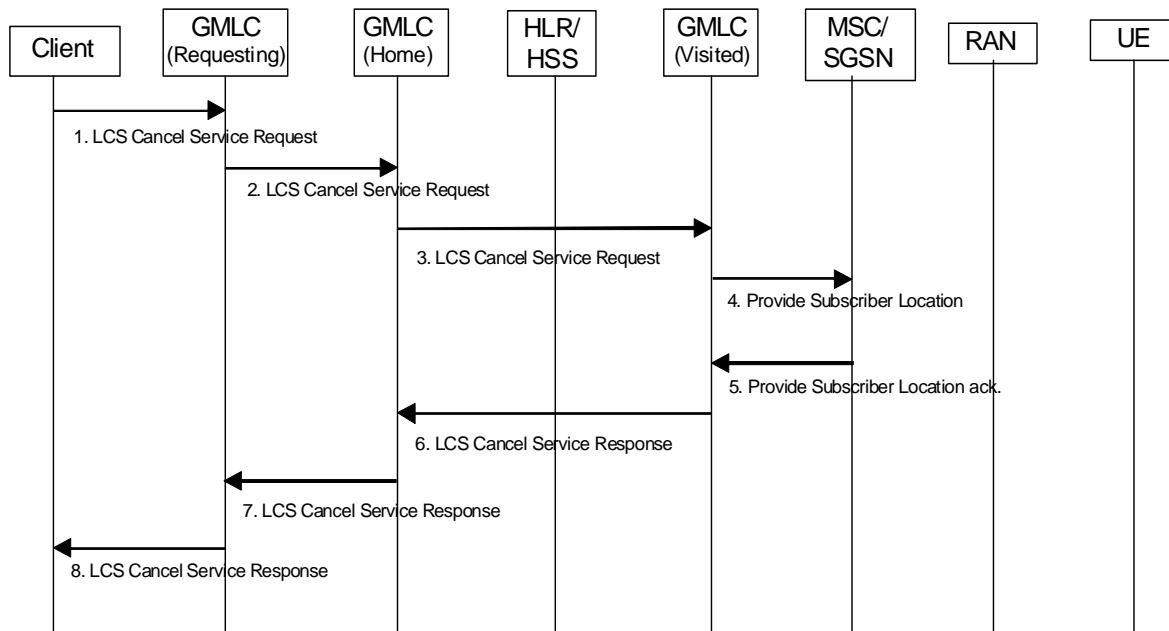 Client
GMLC
(Requesting)
GMLC
(Home)
HLR/
HSS
GMLC
(Visited)
MSC/
SGSN
RAN
UE
1. LCS Cancel Service Request
2. LCS Cancel Service Request
3. LCS Cancel Service Request
4. Provide Subscriber Location
5. Provide Subscriber Location ack.
6. LCS Cancel Service Response
7. LCS Cancel Service Response
8. LCS Cancel Service Response